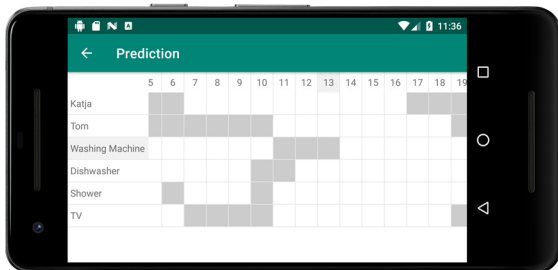 11:36
Prediction
5 6 7 8 9 10 11 12 13 14 15 16 17 18 19
Katja
Tom
Washing Machine
Dishwasher
Shower
TV